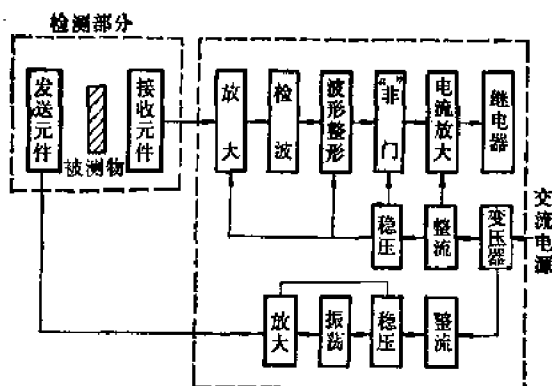 检测部分
发送元件
被测物
接收元件
放大
检波
波形整形
“非”门
电流放大
继电器
稳压
整流
变压器
交流电源
放大
振荡
稳压
整流